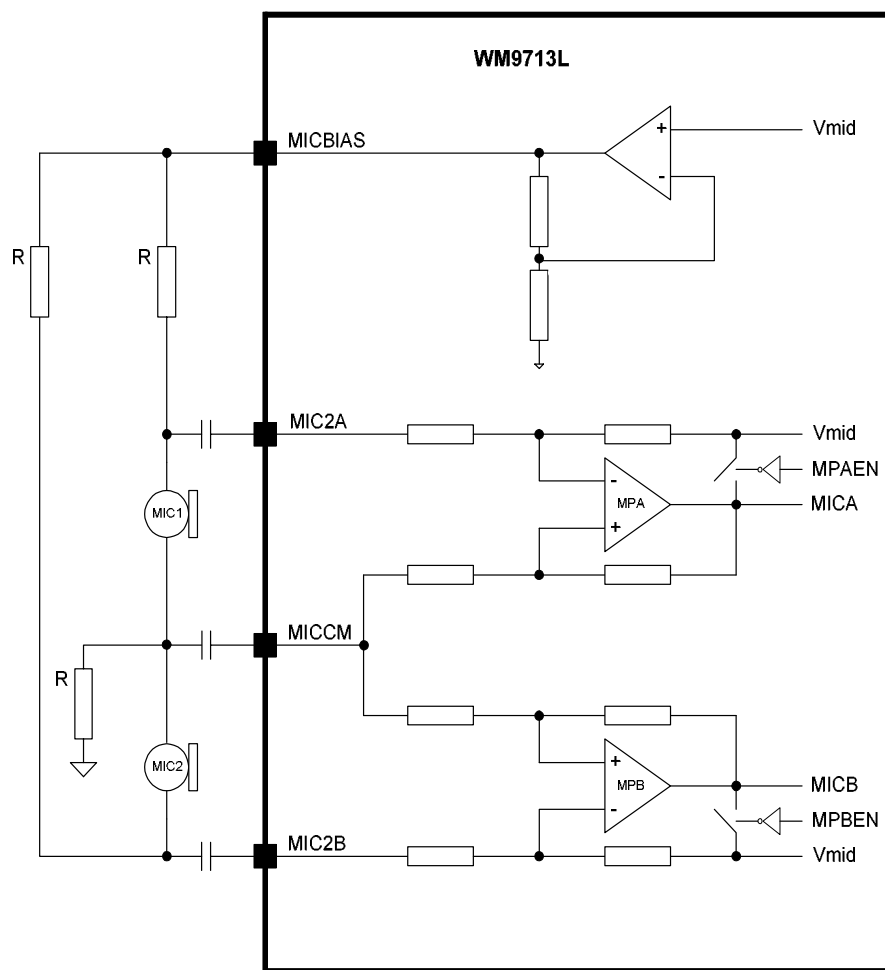 WM9713L
MICBIAS
+
Vmid
-
R
R
MIC2A
Vmid
MPAEN
-
MPA
MICA
MIC1
+
MICCM
R
+
MIC2
MPB
MICB
-
MPBEN
MIC2B
Vmid